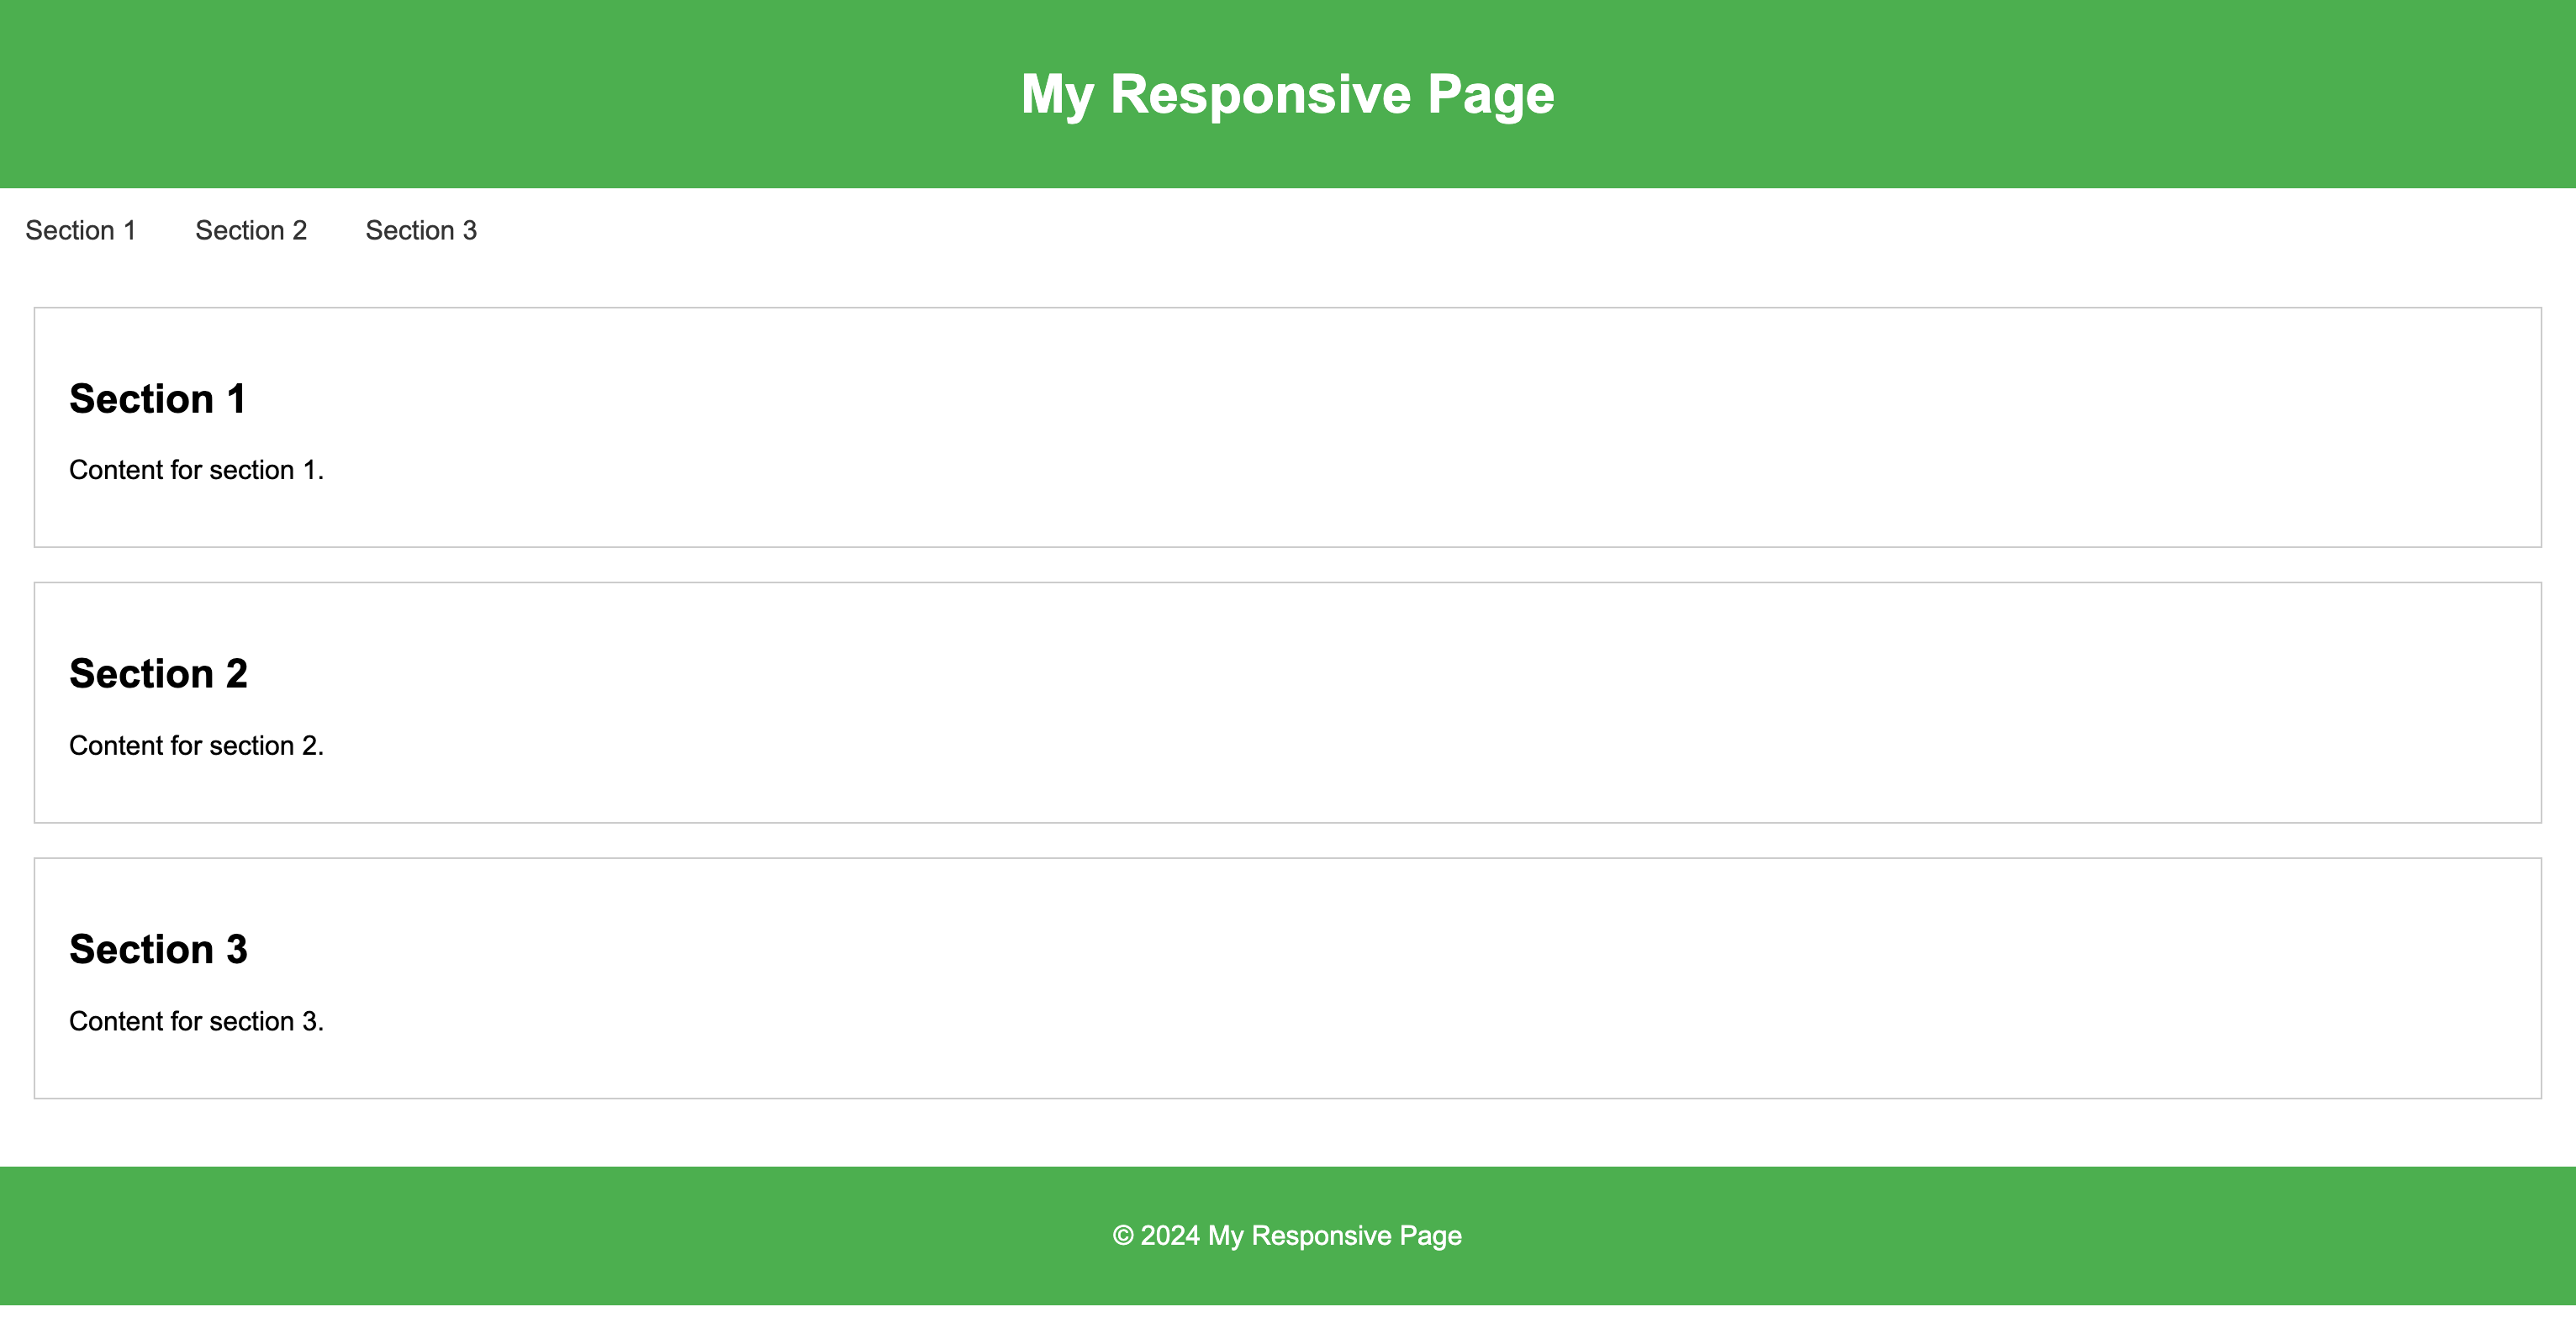 My Responsive Page
Section 1 Section 2 Section 3
Section 1
Content for section 1.
Section 2
Content for section 2.
Section 3
Content for section 3.
© 2024 My Responsive Page